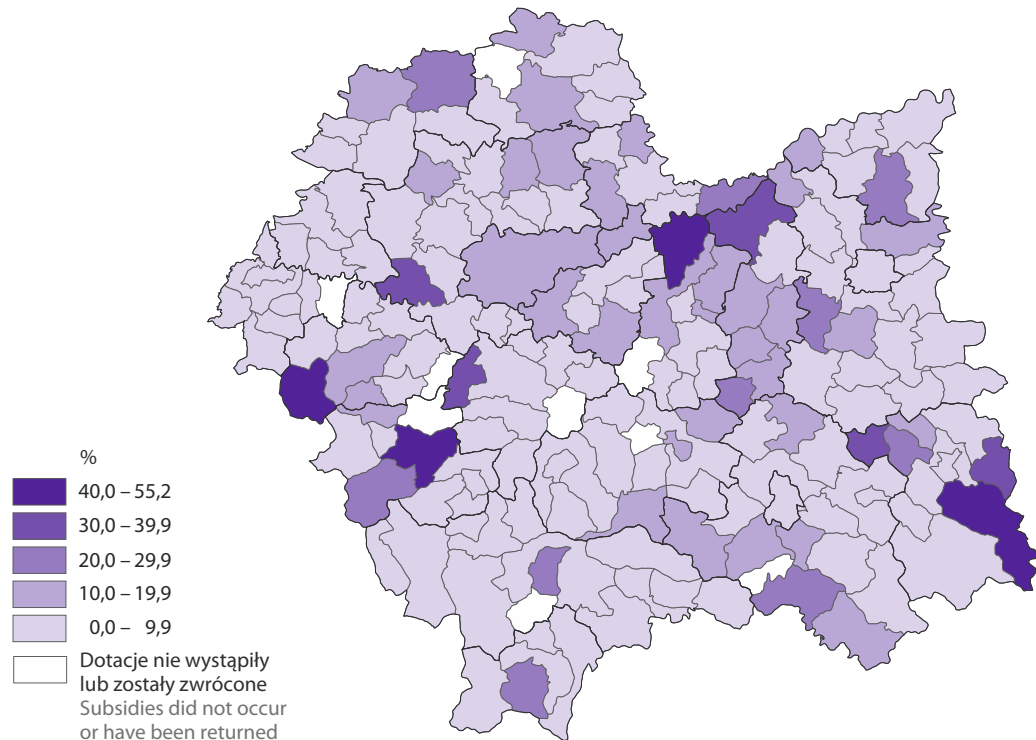 %
40,0 – 55,2
30,0 – 39,9
20,0 – 29,9
10,0 – 19,9
0,0 – 9,9
Dotacje nie wystąpiły
lub zostały zwrócone
Subsidies did not occur
or have been returned